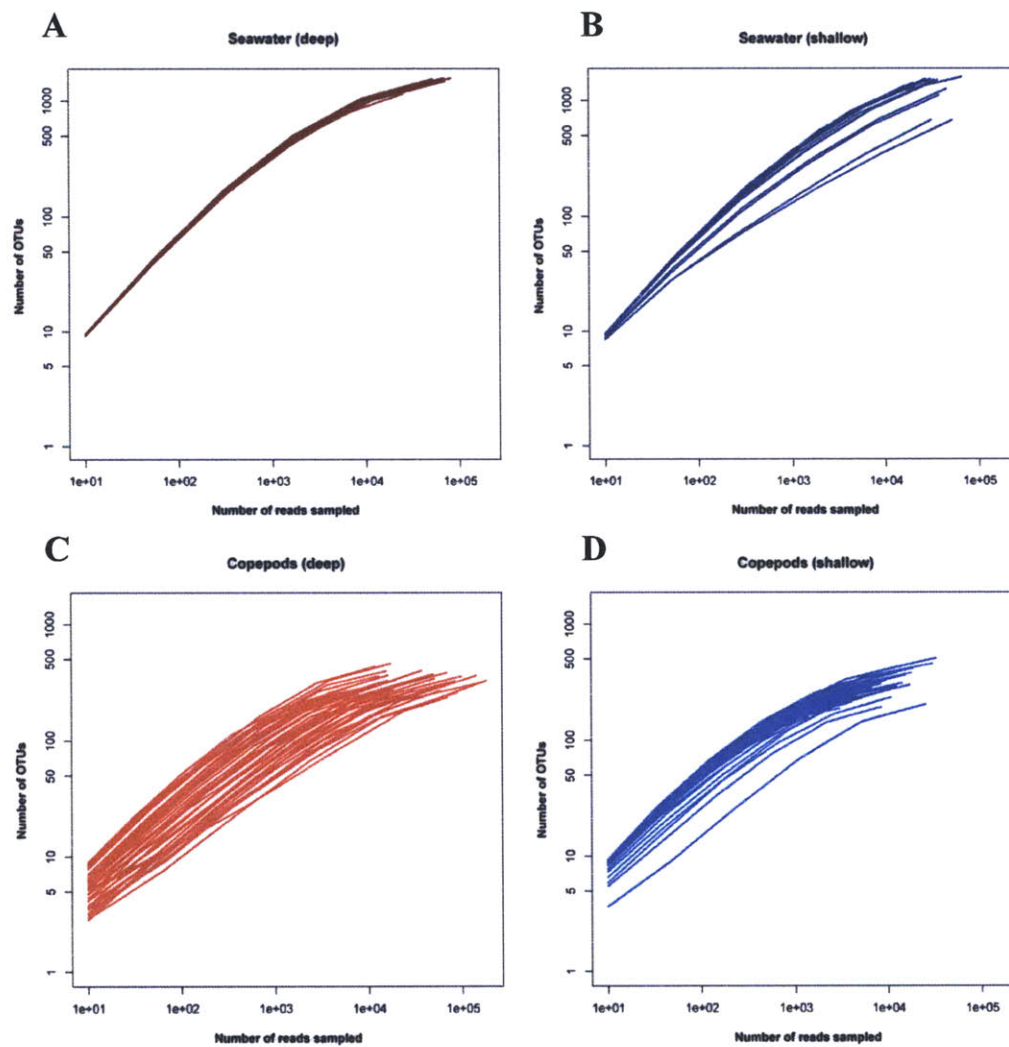 A
Seawater (deep)
Number of OTUs
1000
500
100
50
10
5
1
1e+01 1e+02 1e+03 1e+04 1e+05
Number of reads sampled
B
Seawater (shallow)
Number of OTUs
1000
500
100
50
10
5
1
1e+01 1e+02 1e+03 1e+04 1e+05
Number of reads sampled
C
Copepods (deep)
Number of OTUs
1000
500
100
50
10
5
1
1e+01 1e+02 1e+03 1e+04 1e+05
Number of reads sampled
D
Copepods (shallow)
Number of OTUs
1000
500
100
50
10
5
1
1e+01 1e+02 1e+03 1e+04 1e+05
Number of reads sampled